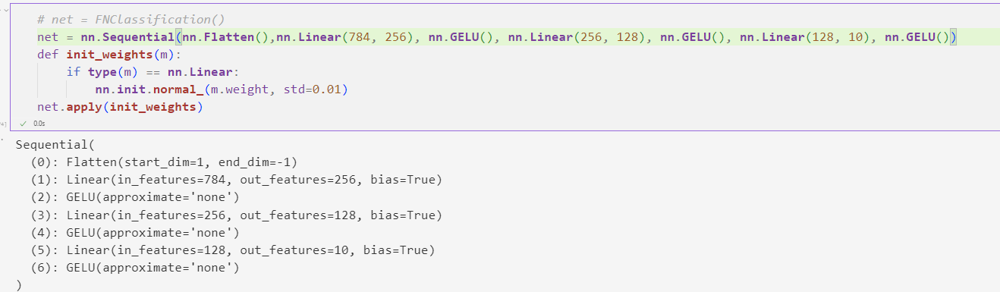 # net = FNClassification()
net = nn.Sequential(nn.Flatten(),nn.Linear(784, 256), nn.GELU(), nn.Linear(256, 128), nn.GELU(), nn.Linear(128, 10), nn.GELU())
def init_weights(m):
    if type(m) == nn.Linear:
        nn.init.normal_(m.weight, std=0.01)
net.apply(init_weights)
0.0s
Sequential(
  (0): Flatten(start_dim=1, end_dim=-1)
  (1): Linear(in_features=784, out_features=256, bias=True)
  (2): GELU(approximate='none')
  (3): Linear(in_features=256, out_features=128, bias=True)
  (4): GELU(approximate='none')
  (5): Linear(in_features=128, out_features=10, bias=True)
  (6): GELU(approximate='none')
)